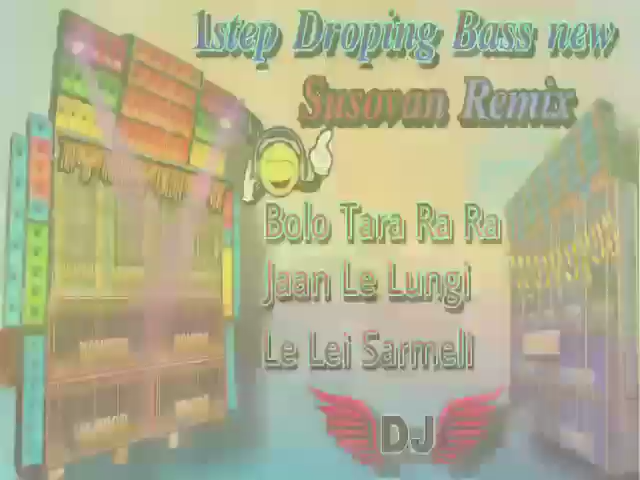 1step Droping Bass new
Susovan Remix
Bolo Tara Ra Ra
Jaan Le Lungi
Le Lei Sarmeli
DJ